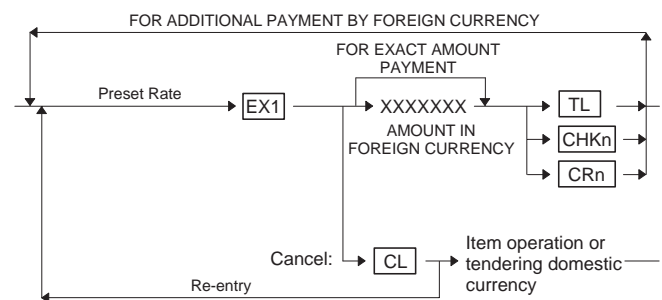 FOR ADDITIONAL PAYMENT BY FOREIGN CURRENCY
FOR EXACT AMOUNT
PAYMENT
Preset Rate
EX1
XXXXXXX
TL
AMOUNT IN
FOREIGN CURRENCY
CHKn
CRn
Cancel:
CL
Item operation or
tendering domestic
currency
Re-entry